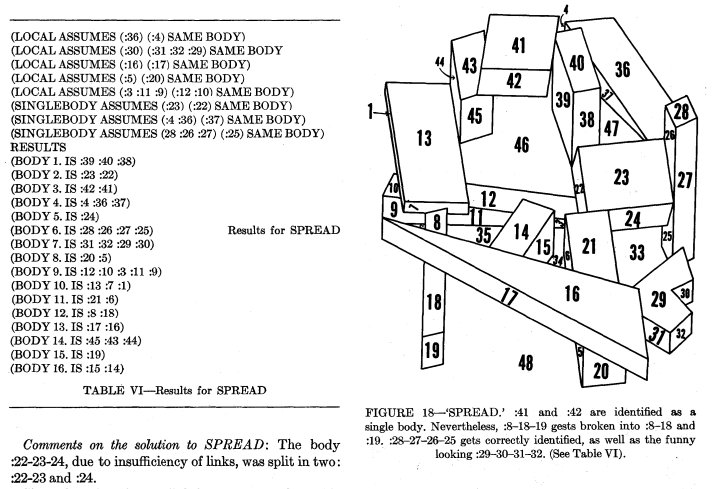 (LOCAL ASSUMES (:36) (:4) SAME BODY)
(LOCAL ASSUMES (:30) (:31 :32 :29) SAME BODY
(LOCAL ASSUMES (:16) (:17) SAME BODY)
(LOCAL ASSUMES (:5) (:20) SAME BODY)
(LOCAL ASSUMES (:3 :11 :9) (:12 :10) SAME BODY)
(SINGLEBODY ASSUMES (:23) (:22) SAME BODY)
(SINGLEBODY ASSUMES (:4 :36) (:37) SAME BODY)
(SINGLEBODY ASSUMES (28 :26 :27) (:25) SAME BODY)
RESULTS
(BODY 1. IS :39 :40 :38)
(BODY 2. IS :23 :22)
(BODY 3. IS :42 :41)
(BODY 4. IS :4 :36 :37)
(BODY 5. IS :24)
(BODY 6. IS :28 :26 :27 :25) Results for SPREAD
(BODY 7. IS :31 :32 :29 :30)
(BODY 8. IS :20 :5)
(BODY 9. IS :12 :10 :3 :11 :9)
(BODY 10. IS :13 :7 :1)
(BODY 11. IS :21 :6)
(BODY 12. IS :8 :18)
(BODY 13. IS :17 :16)
(BODY 14. IS :45 :43 :44)
(BODY 15. IS :19)
(BODY 16. IS :15 :14)
TABLE VI—Results for SPREAD
Comments on the solution to SPREAD: The body
:22-23-24, due to insufficiency of links, was split in two:
:22-23 and :24.
4
41
36
43
40
44
42
37
28
1
39
45
13
38
47
26
46
23
27
22
10
12
9
7
11
24
8
14
21
25
35
15
33
34
6
29
30
16
17
18
31
32
19
48
5
20
FIGURE 18—'SPREAD.' :41 and :42 are identified as a
single body. Nevertheless, :8-18-19 gests broken into :8-18 and
:19. :28-27-26-25 gets correctly identified, as well as the funny
looking :29-30-31-32. (See Table VI).